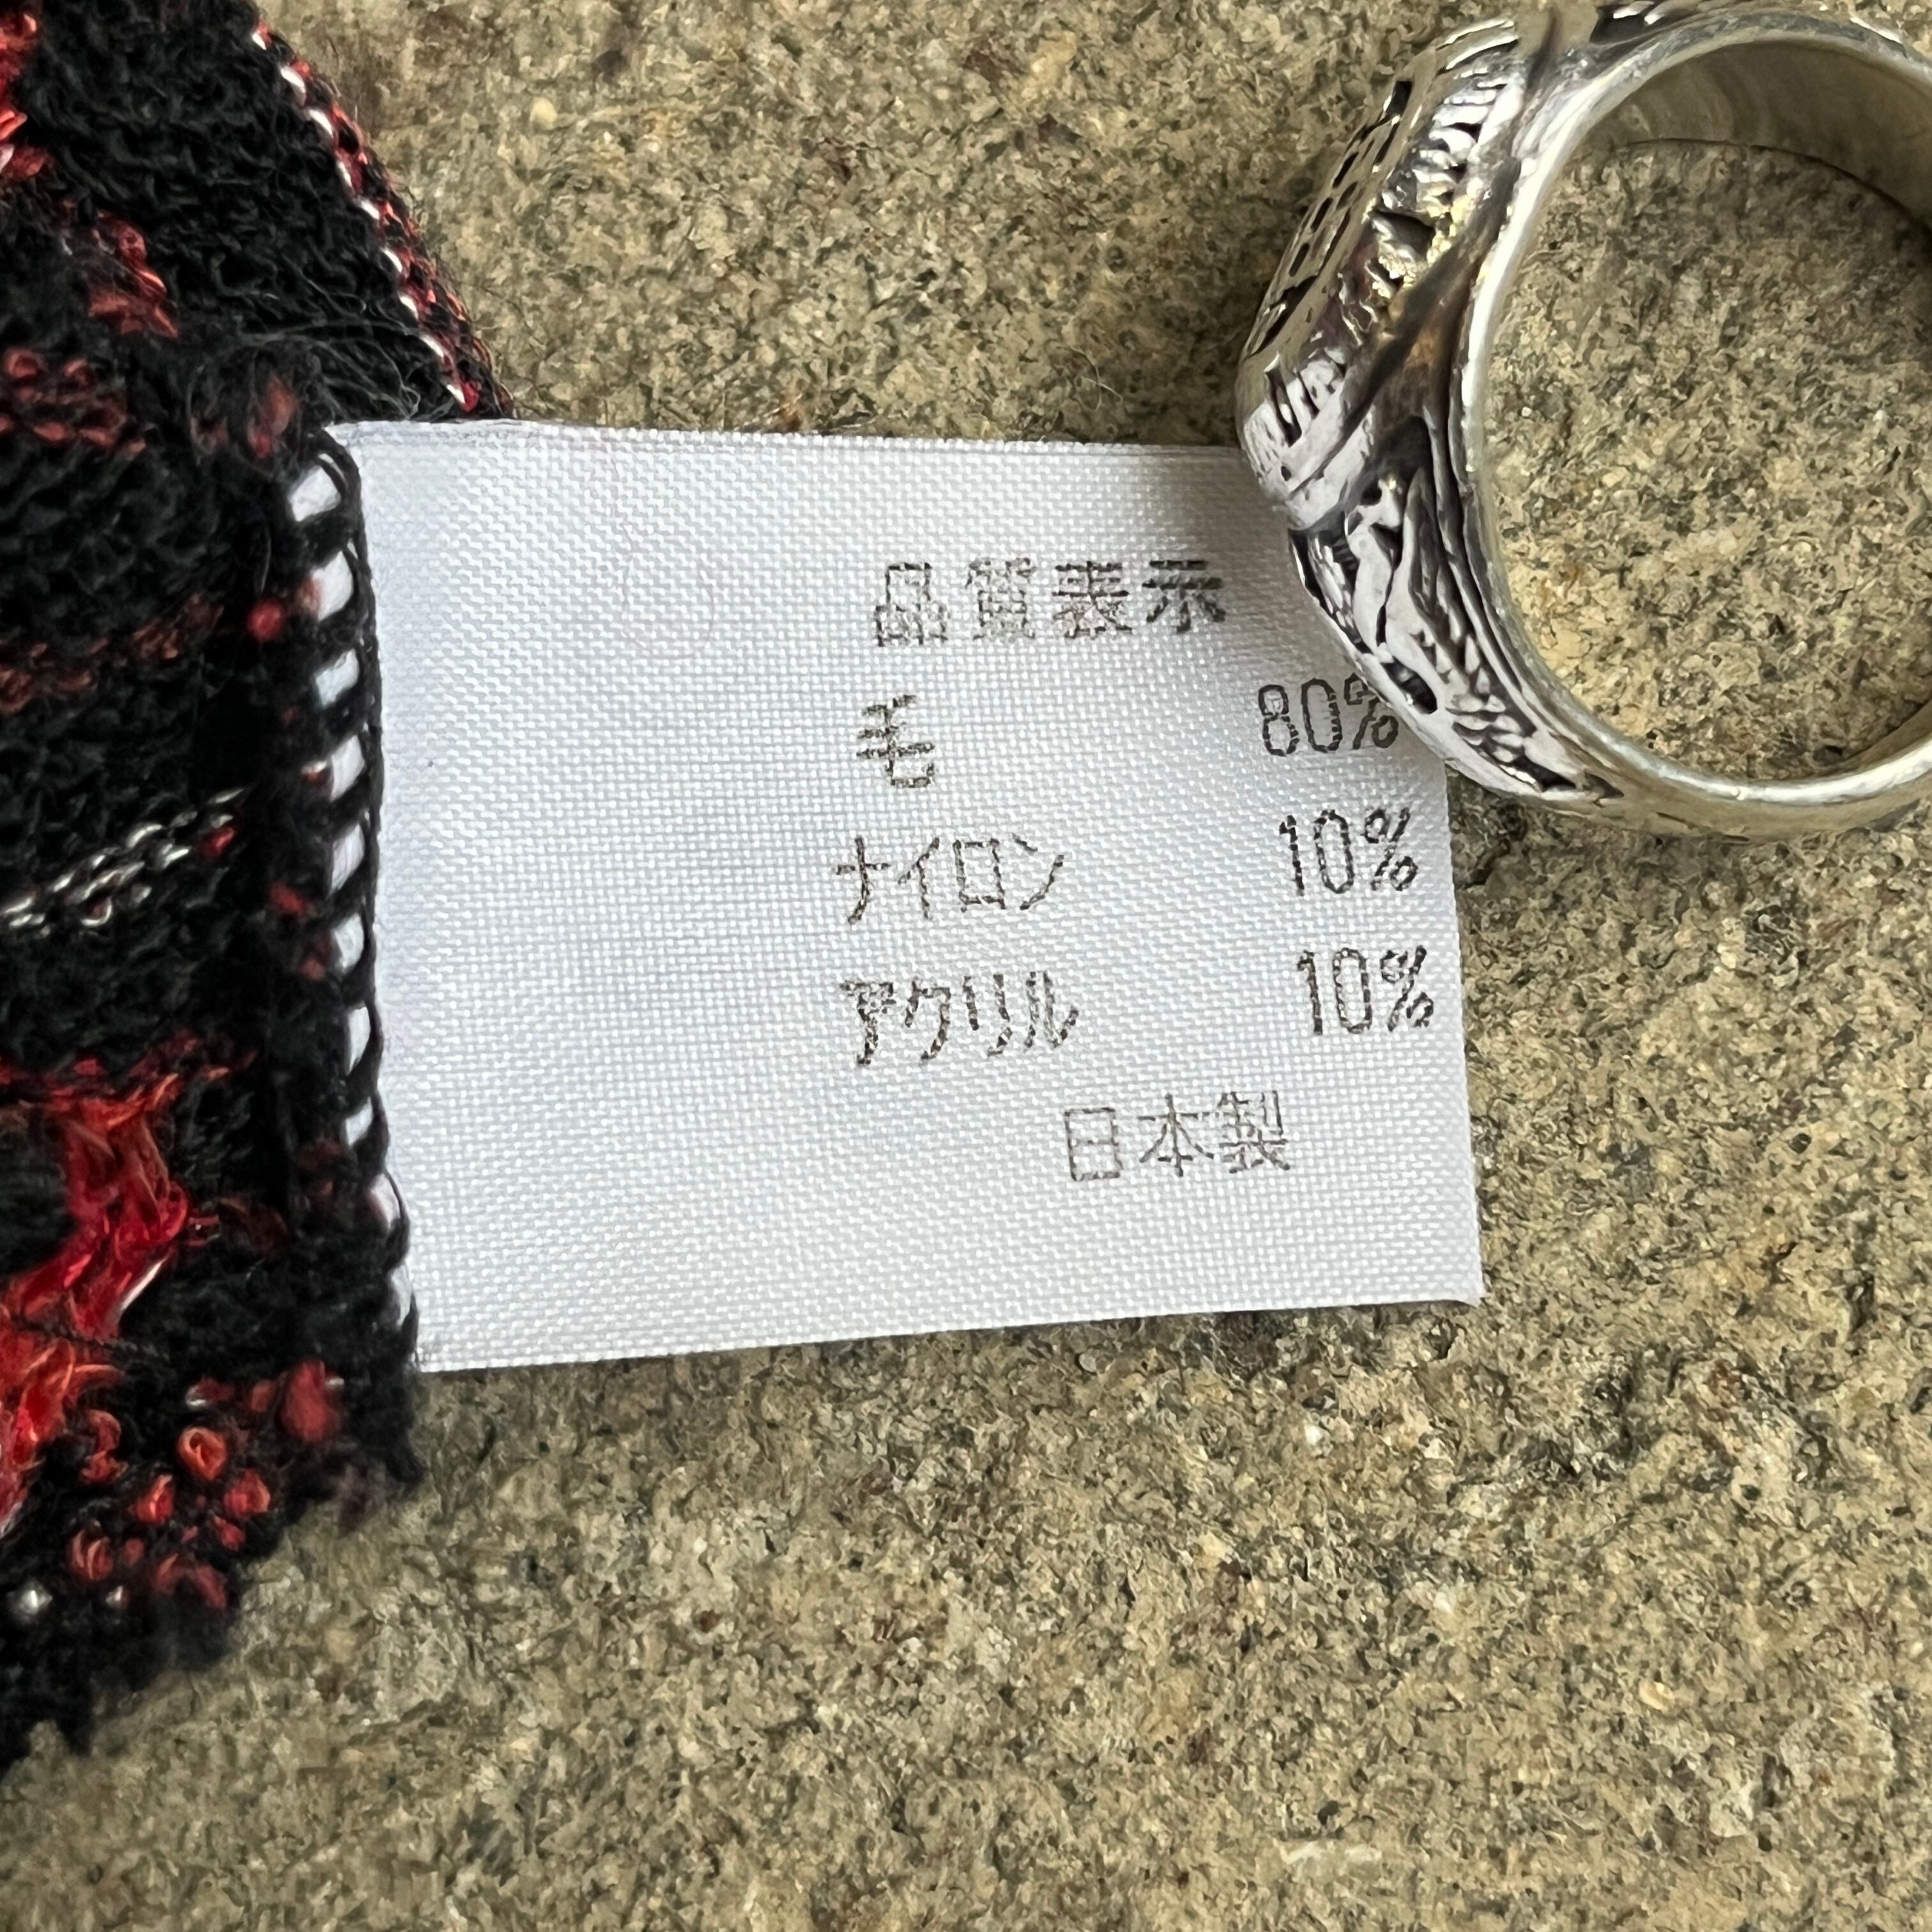 品質表示
毛 80%
ナイロン 10%
アクリル 10%
日本製